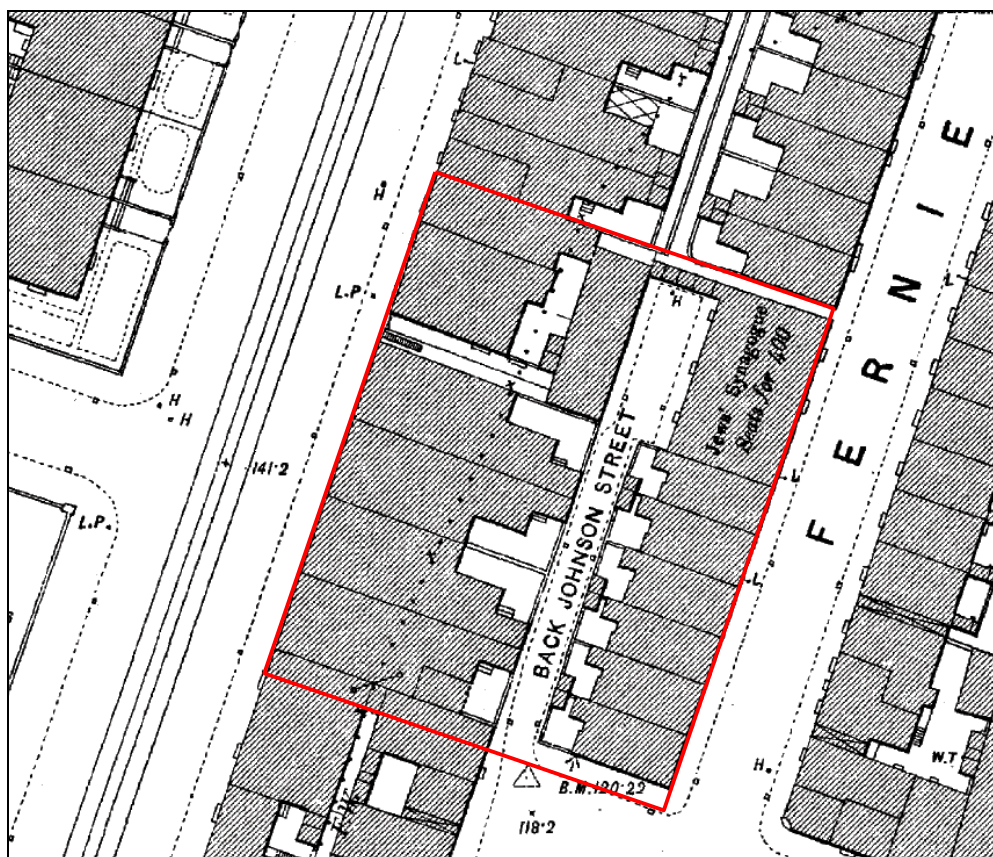 L
H
L.P
H
H
141·2
L.P
Jews' Synagogue
Seats for 400
H
BACK JOHNSON STREET
FERNIE
L
L
L
B.M.120·22
118·2
H
W.T